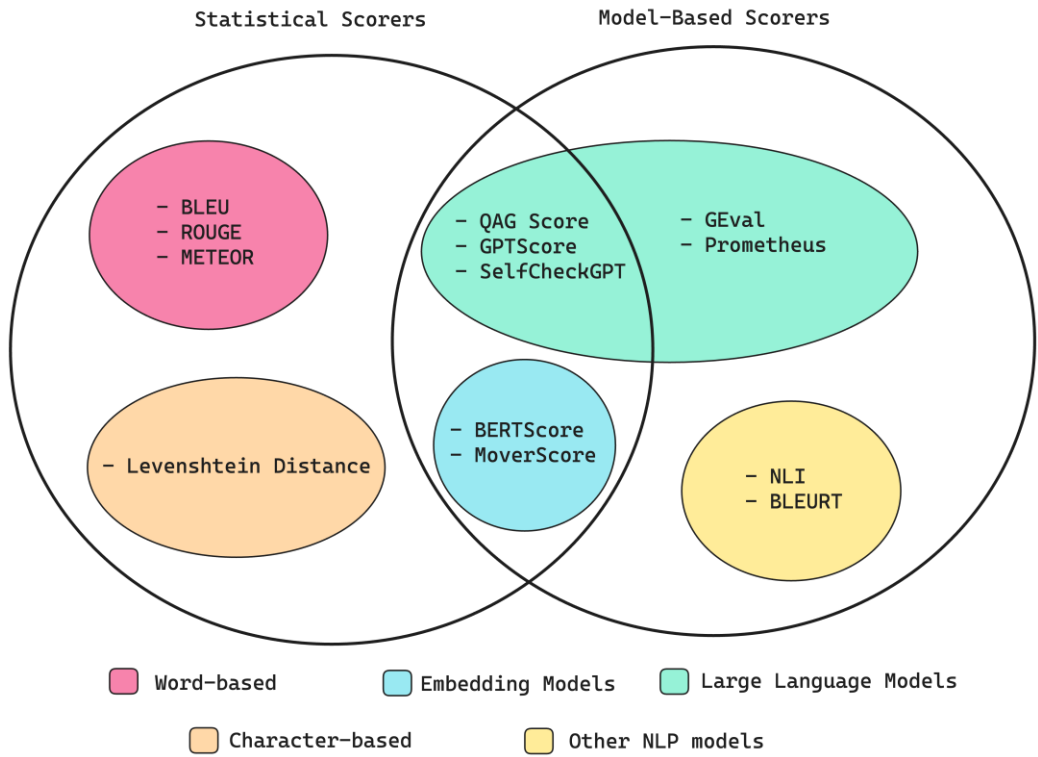 Statistical Scorers
Model-Based Scorers
- BLEU
- ROUGE
- METEOR
- QAG Score
- GPTScore
- SelfCheckGPT
- GEval
- Prometheus
- Levenshtein Distance
- BERTScore
- MoverScore
- NLI
- BLEURT
Word-based
Embedding Models
Large Language Models
Character-based
Other NLP models